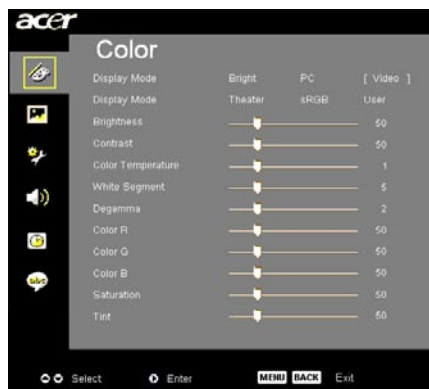 acer
Color
Display Mode Bright PC [ Video ]
Display Mode Theater sRGB User
Brightness 50
Contrast 50
Color Temperature 1
White Segment 5
Degamma 2
Color R 50
Color G 50
Color B 50
Saturation 50
Tint 50
Select Enter MENU BACK Exit